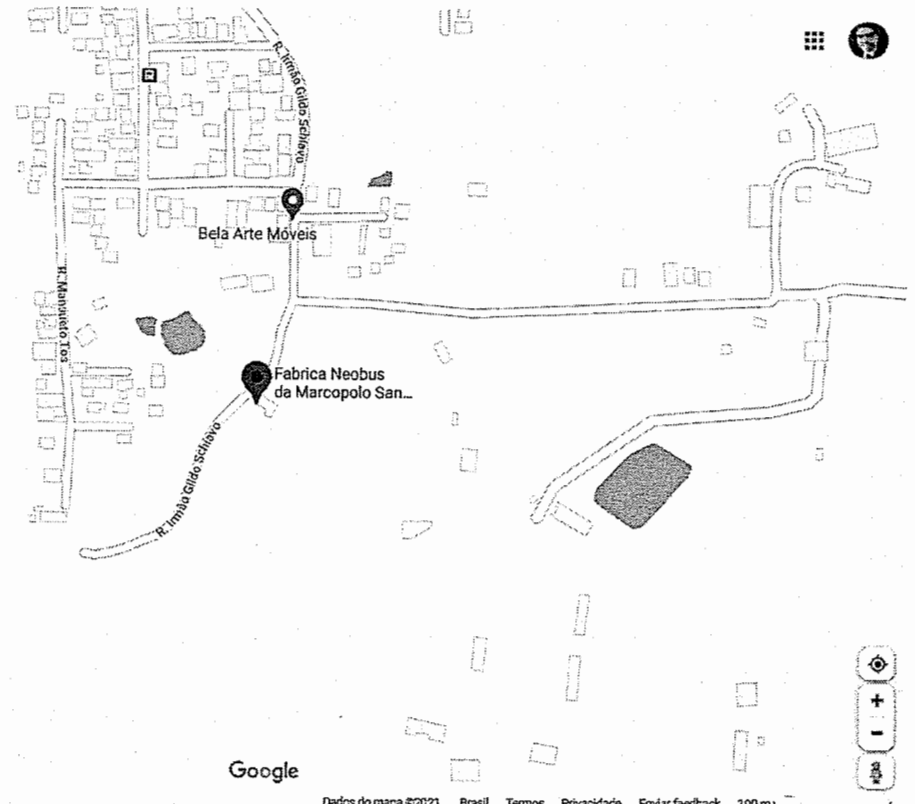 R. Irmão Gildo Schiavo
Bela Arte Móveis
R. Manqueto Tos
Fabrica Neobus
da Marcopolo San...
R. Irmão Gildo Schiavo
Google
Dados do mapa ©2021 Brasil Termos Privacidade Enviar feedback 100 m